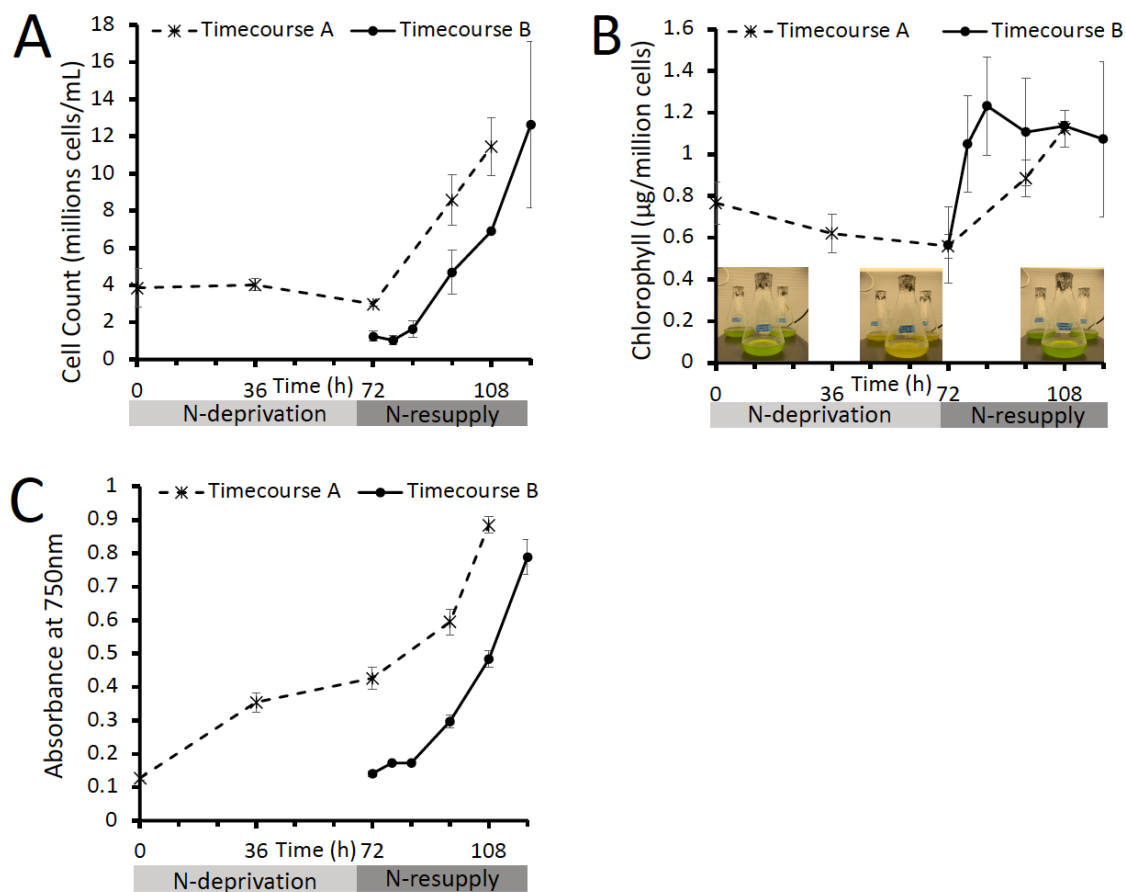 A
Timecourse A
Timecourse B
Cell Count (millions cells/mL)
18
16
14
12
10
8
6
4
2
0
0 36 Time (h) 72 108
N-deprivation N-resupply
B
Timecourse A
Timecourse B
Chlorophyll (µg/million cells)
1.6
1.4
1.2
1
0.8
0.6
0.4
0.2
0
0 36 Time (h) 72 108
N-deprivation N-resupply
C
Timecourse A
Timecourse B
Absorbance at 750nm
1
0.9
0.8
0.7
0.6
0.5
0.4
0.3
0.2
0.1
0
0 36 Time (h) 72 108
N-deprivation N-resupply